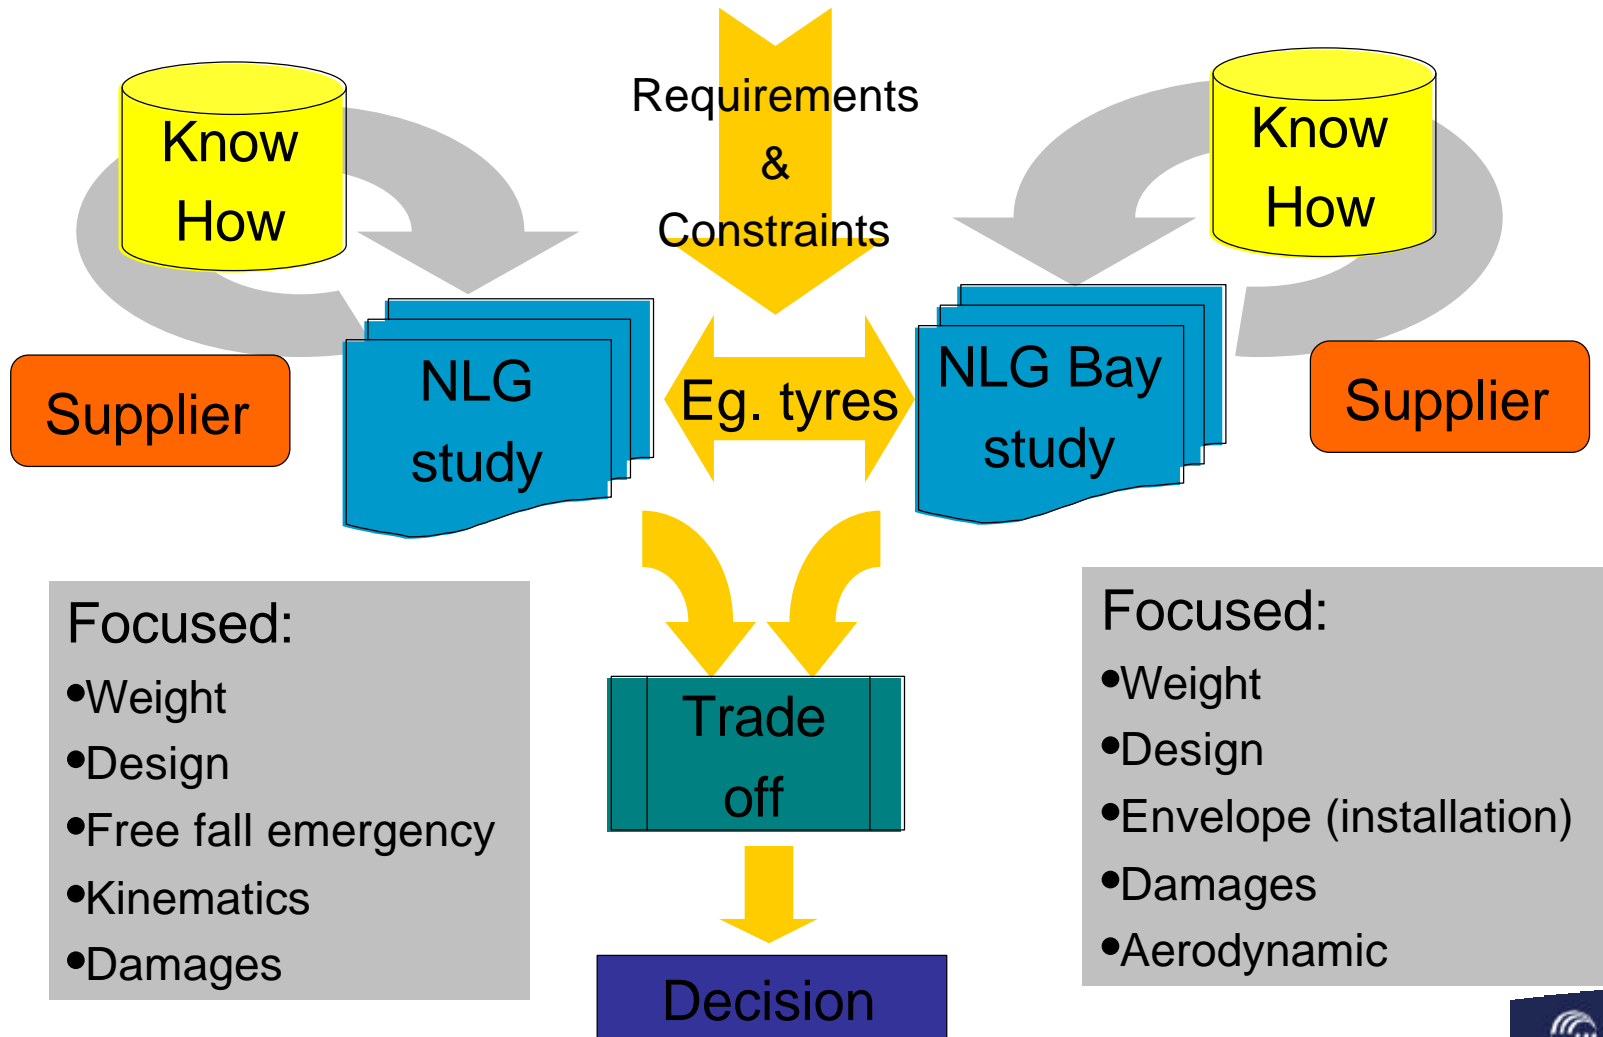 Know
How
Requirements
&
Constraints
Know
How
Supplier
NLG
study
Eg. tyres
NLG Bay
study
Supplier
Focused:
•Weight
•Design
•Free fall emergency
•Kinematics
•Damages
Trade
off
Decision
Focused:
•Weight
•Design
•Envelope (installation)
•Damages
•Aerodynamic